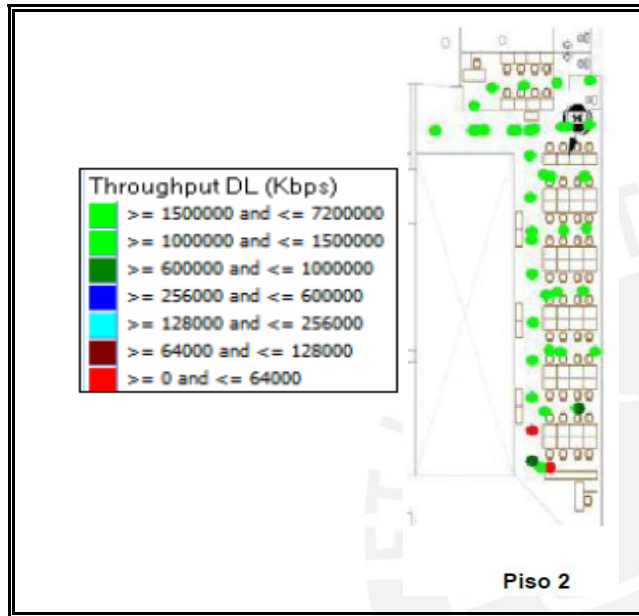 Throughput DL (Kbps)
>= 1500000 and <= 7200000
>= 1000000 and <= 1500000
>= 600000 and <= 1000000
>= 256000 and <= 600000
>= 128000 and <= 256000
>= 64000 and <= 128000
>= 0 and <= 64000
Piso 2